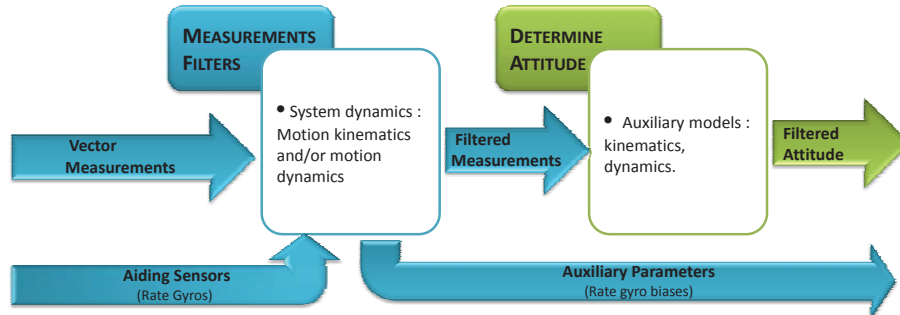 MEASUREMENTS
FILTERS
DETERMINE
ATTITUDE
• System dynamics :
Motion kinematics
and/or motion
dynamics
• Auxiliary models :
kinematics,
dynamics.
Vector
Measurements
Filtered
Measurements
Filtered
Attitude
Aiding Sensors
(Rate Gyros)
Auxiliary Parameters
(Rate gyro biases)